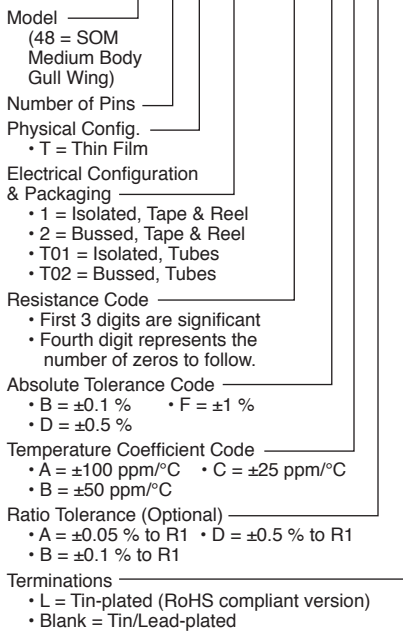 Model
(48 = SOM
Medium Body
Gull Wing)
Number of Pins
Physical Config.
• T = Thin Film
Electrical Configuration
& Packaging
• 1 = Isolated, Tape & Reel
• 2 = Bussed, Tape & Reel
• T01 = Isolated, Tubes
• T02 = Bussed, Tubes
Resistance Code
• First 3 digits are significant
• Fourth digit represents the
number of zeros to follow.
Absolute Tolerance Code
• B = ±0.1 % • F = ±1 %
• D = ±0.5 %
Temperature Coefficient Code
• A = ±100 ppm/°C • C = ±25 ppm/°C
• B = ±50 ppm/°C
Ratio Tolerance (Optional)
• A = ±0.05 % to R1 • D = ±0.5 % to R1
• B = ±0.1 % to R1
Terminations
• L = Tin-plated (RoHS compliant version)
• Blank = Tin/Lead-plated